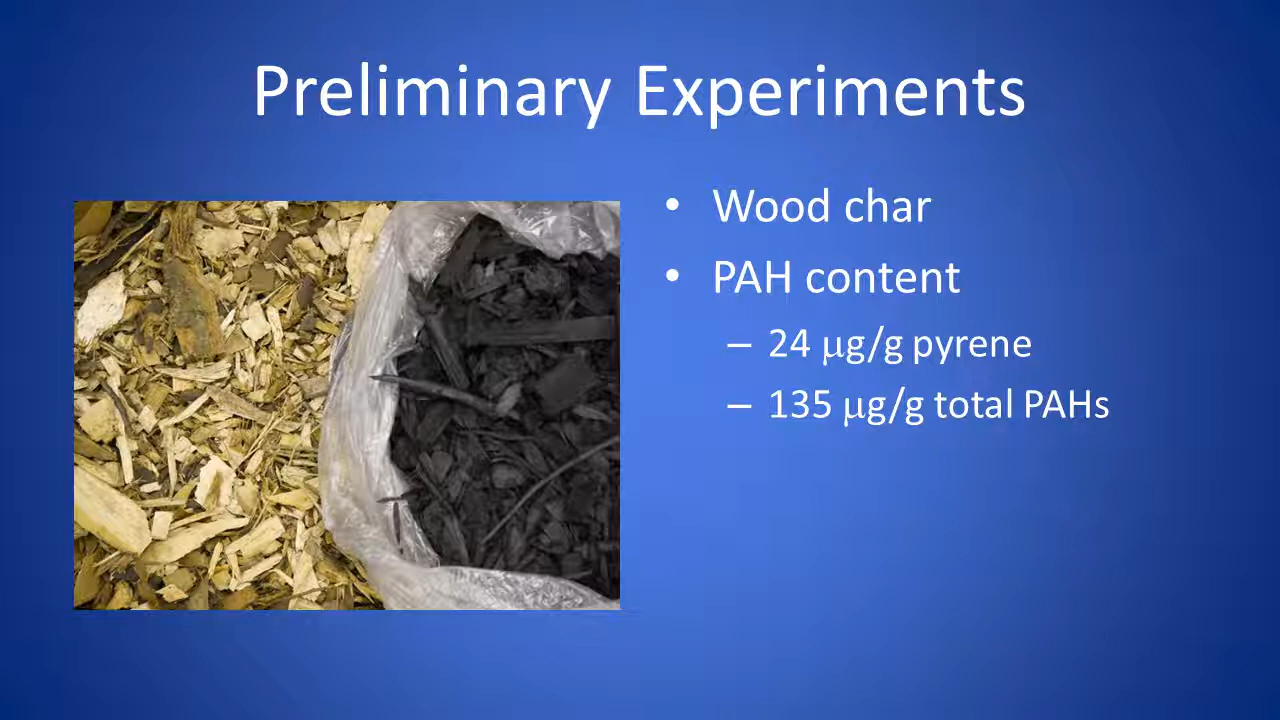 Preliminary Experiments
• Wood char
• PAH content
– 24 µg/g pyrene
– 135 µg/g total PAHs